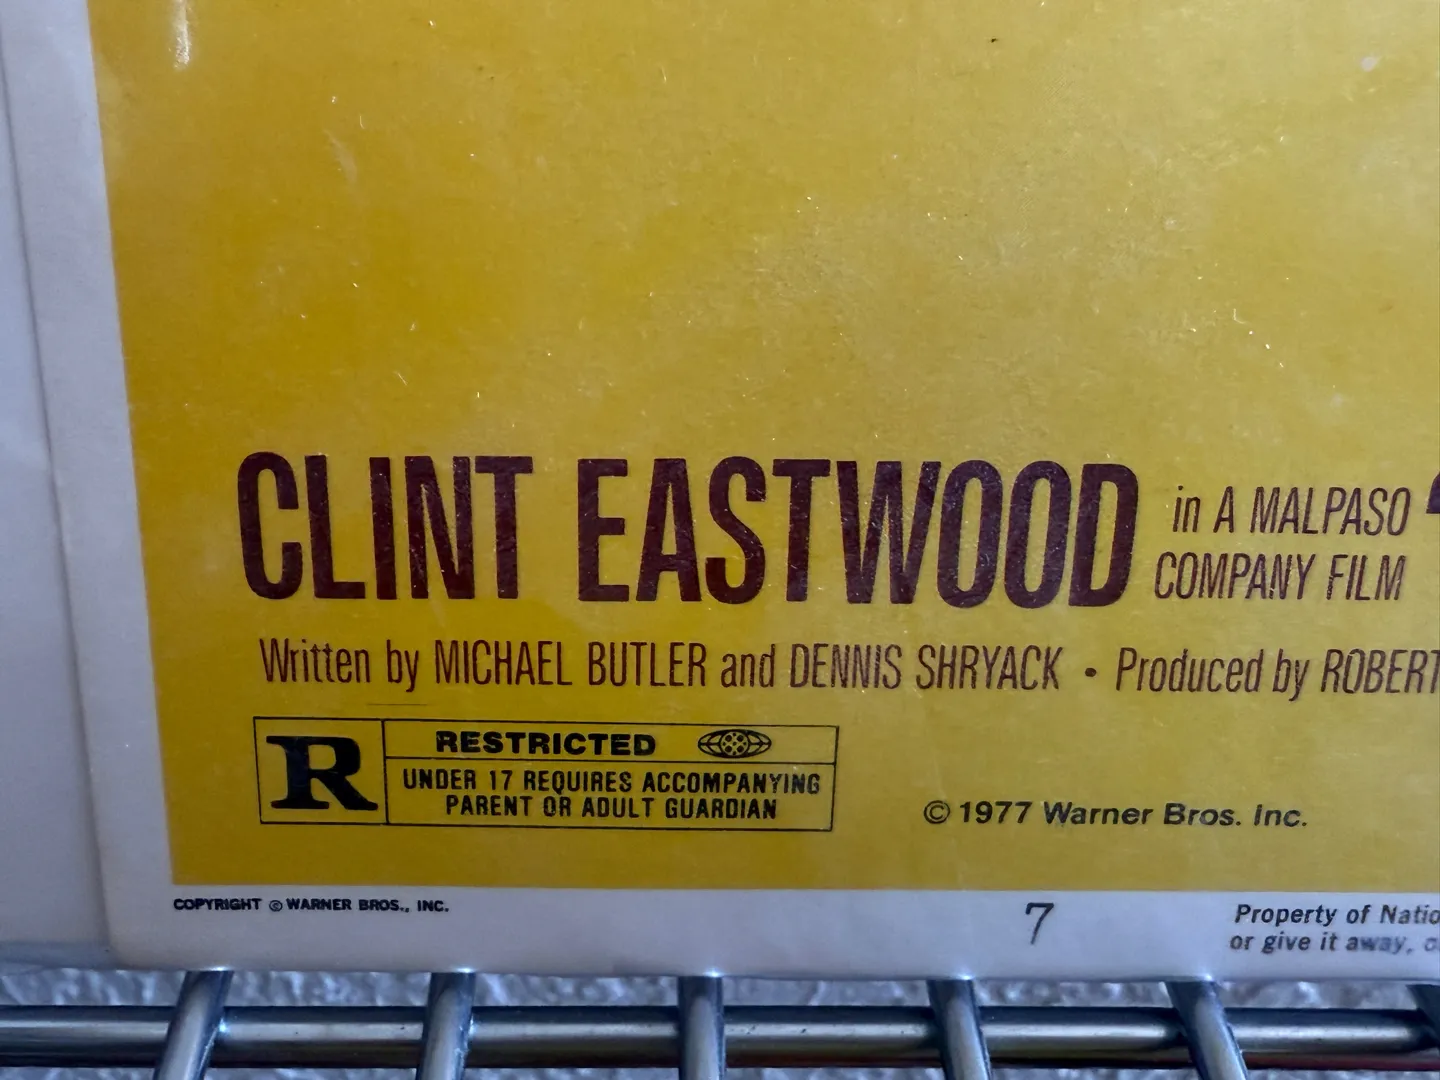 CLINT EASTWOOD in A MALPASO
COMPANY FILM
Written by MICHAEL BUTLER and DENNIS SHRYACK • Produced by ROBERT
R
RESTRICTED
UNDER 17 REQUIRES ACCOMPANYING
PARENT OR ADULT GUARDIAN
© 1977 Warner Bros. Inc.
COPYRIGHT © WARNER BROS., INC.
7
Property of Natio
or give it away,